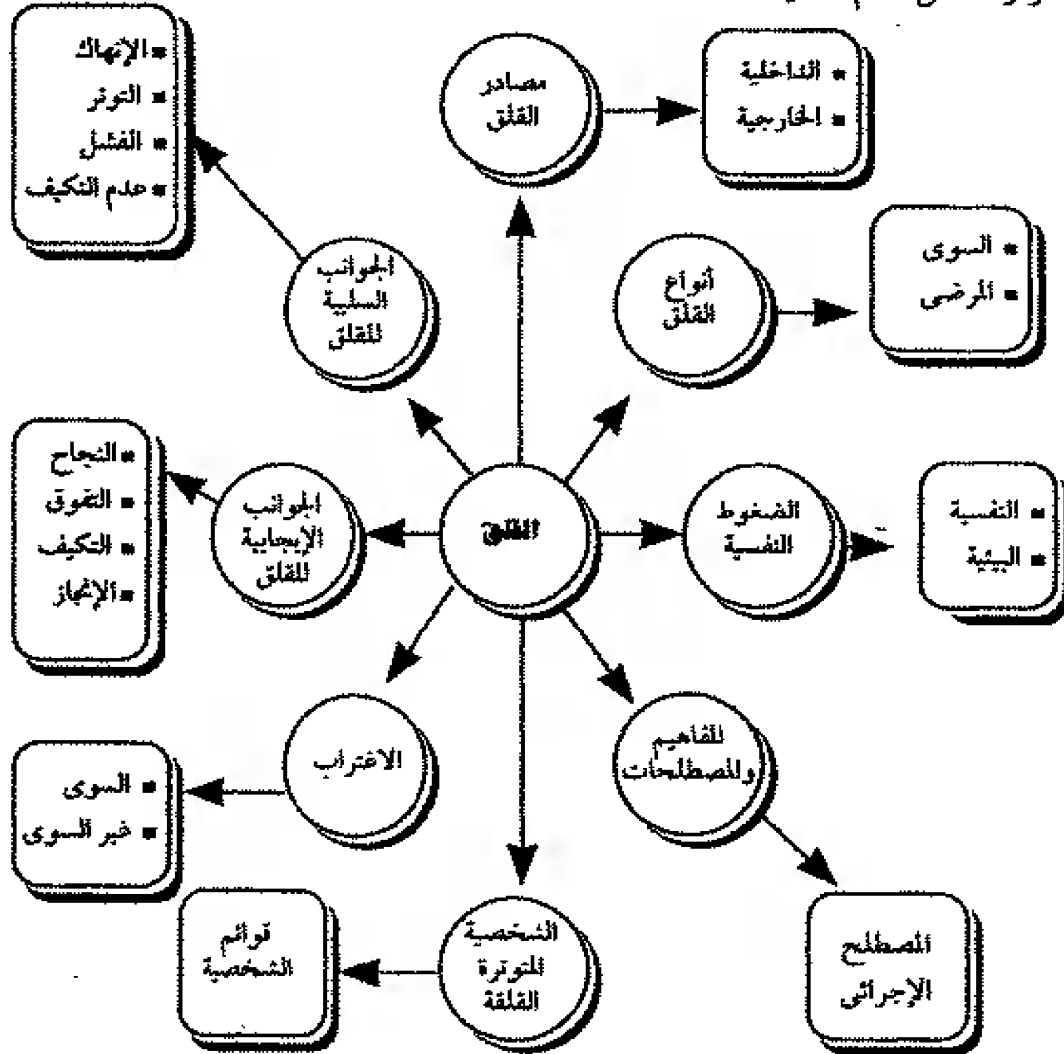 مصادر
القلق
▪ الداخلية
▪ الخارجية
▪ الإنهاك
▪ التوتر
▪ الفشل
▪ عدم التكيف
الجوانب
السلبية
للقلق
أنواع
القلق
▪ السوى
▪ المرضى
▪ النجاح
▪ التفوق
▪ التكيف
▪ الإنجاز
الجوانب
الإيجابية
للقلق
القلق
الضغوط
النفسية
▪ النفسية
▪ البيئية
الاغتراب
▪ السوى
▪ غير السوى
المفاهيم
والمصطلحات
المصطلح
الإجرائى
الشخصية
المتوترة
القلقة
قوائم
الشخصية